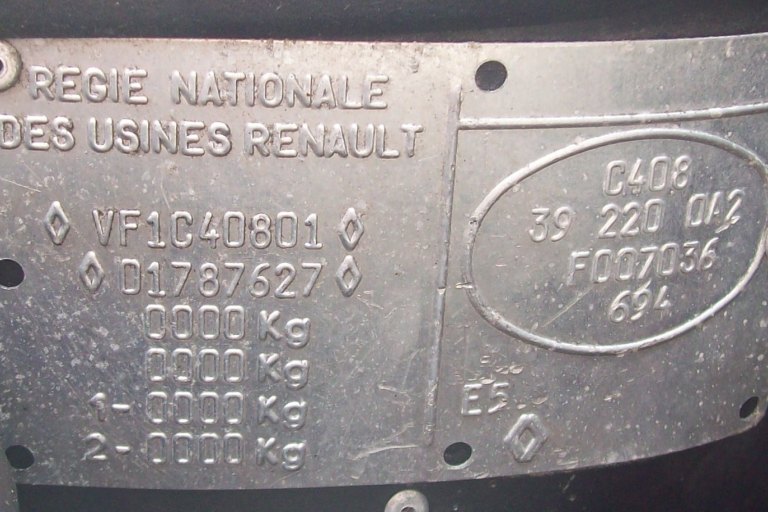 REGIE NATIONALE
DES USINES RENAULT
VF1C40801
01787627
0000 Kg
0000 Kg
1- 0000 Kg
2- 0000 Kg
C408
39 220 0A2
F007036
694
E5